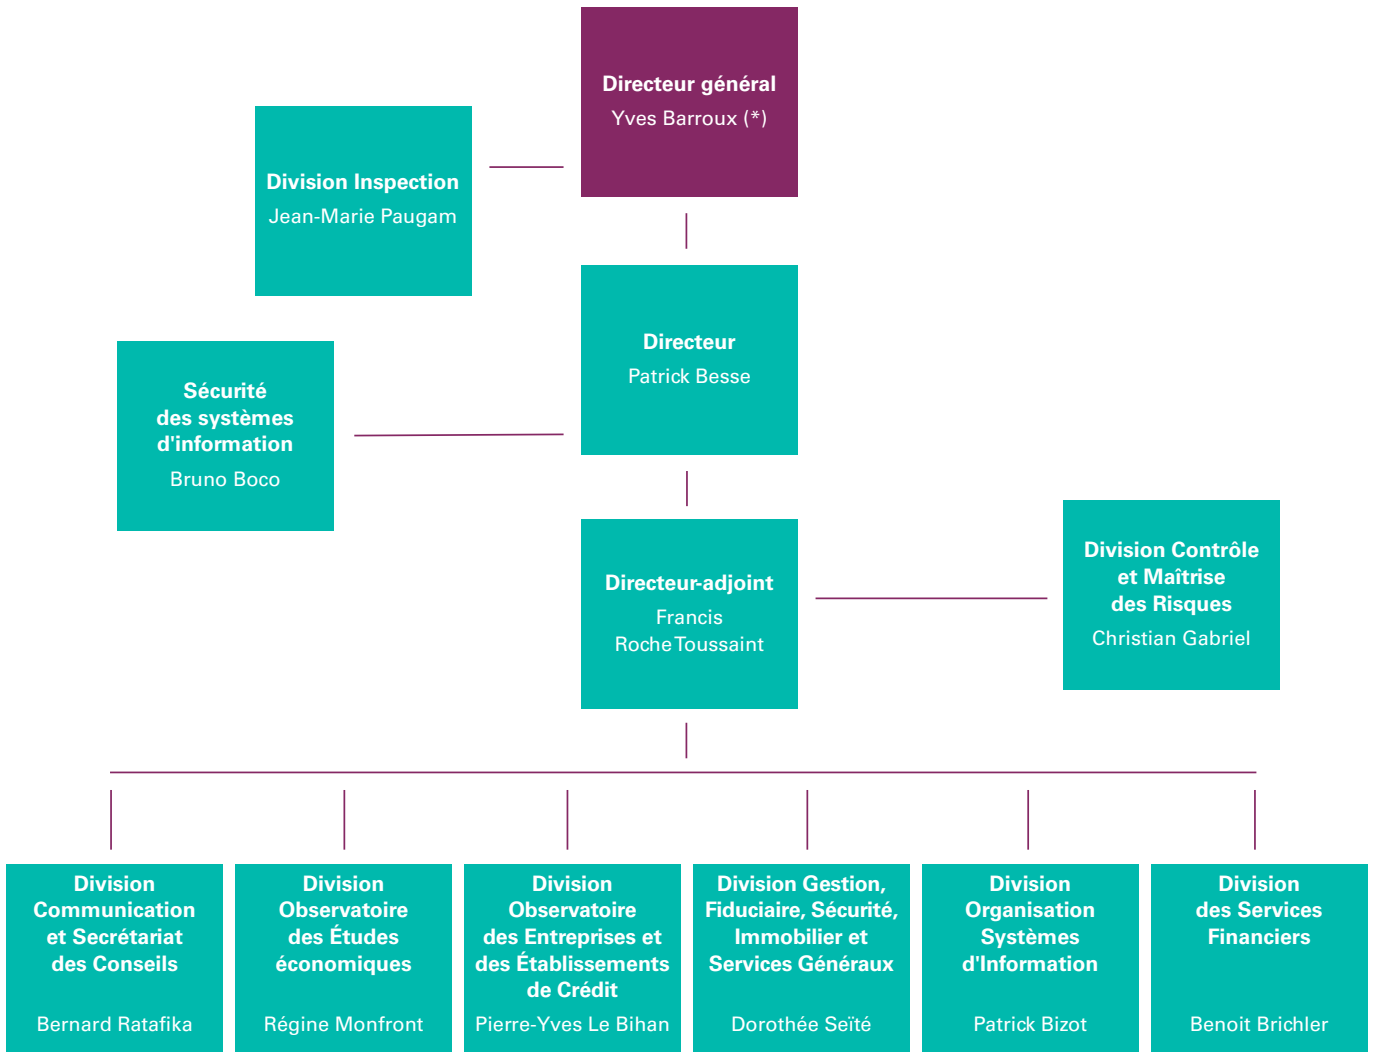 Directeur général
Yves Barroux (*)
Division Inspection
Jean-Marie Paugam
Directeur
Patrick Besse
Sécurité
des systèmes
d'information
Bruno Boco
Directeur-adjoint
Francis
Roche Toussaint
Division Contrôle
et Maîtrise
des Risques
Christian Gabriel
Division
Communication
et Secrétariat
des Conseils
Bernard Ratafika
Division
Observatoire
des Études
économiques
Régine Monfront
Division
Observatoire
des Entreprises et
des Établissements
de Crédit
Pierre-Yves Le Bihan
Division Gestion,
Fiduciaire, Sécurité,
Immobilier et
Services Généraux
Dorothée Seïté
Division
Organisation
Systèmes
d'Information
Patrick Bizot
Division
des Services
Financiers
Benoit Brichler